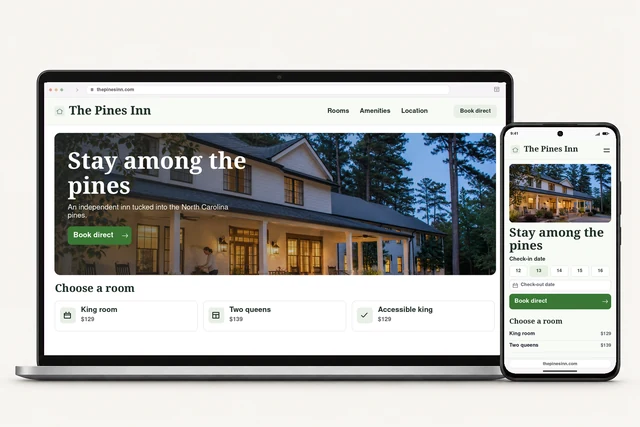 thepinesinn.com
The Pines Inn
Rooms Amenities Location Book direct
Stay among the
pines
An independent inn tucked into the North Carolina
pines.
Book direct →
Choose a room
King room
$129
Two queens
$139
Accessible king
$129
9:41
The Pines Inn
Stay among the
pines
Check-in date
12 13 14 15 16
Check-out date
Book direct →
Choose a room
King room $129
Two queens $139
thepinesinn.com